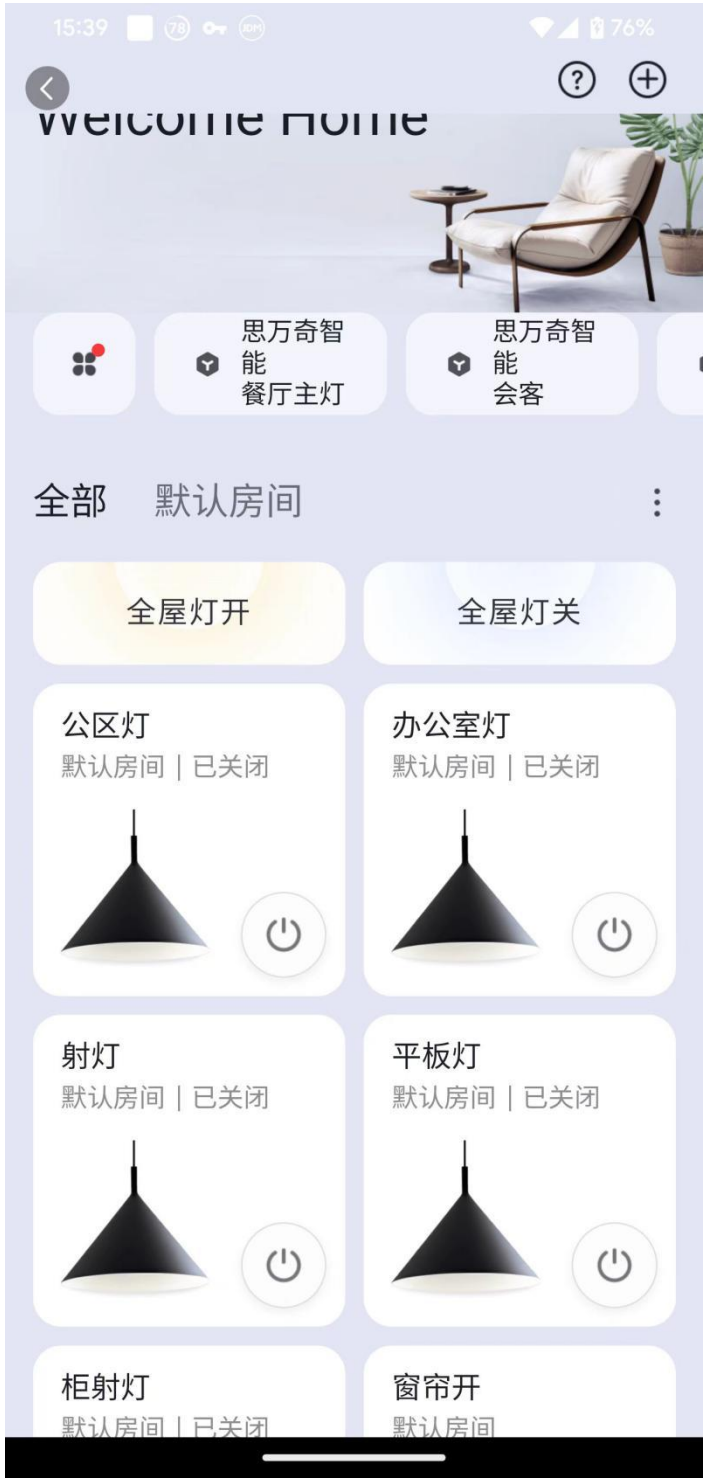 15:39
78
JDM
76%
?
Welcome Home
思万奇智
能
餐厅主灯
思万奇智
能
会客
全部 默认房间
全屋灯开 全屋灯关
公区灯
默认房间 | 已关闭
办公室灯
默认房间 | 已关闭
射灯
默认房间 | 已关闭
平板灯
默认房间 | 已关闭
柜射灯
默认房间 | 已关闭
窗帘开
默认房间